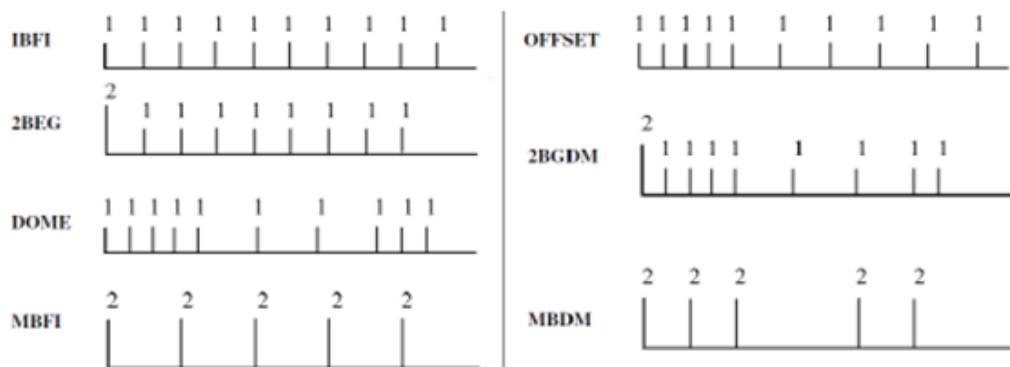 IBFI 1 1 1 1 1 1 1 1 1 1
2
2BEG 1 1 1 1 1 1 1 1
DOME 1 1 1 1 1 1 1 1 1 1
MBFI 2 2 2 2 2
OFFSET 1 1 1 1 1 1 1 1 1 1
2
2BGDM 1 1 1 1 1 1 1 1
MBDM 2 2 2 2 2